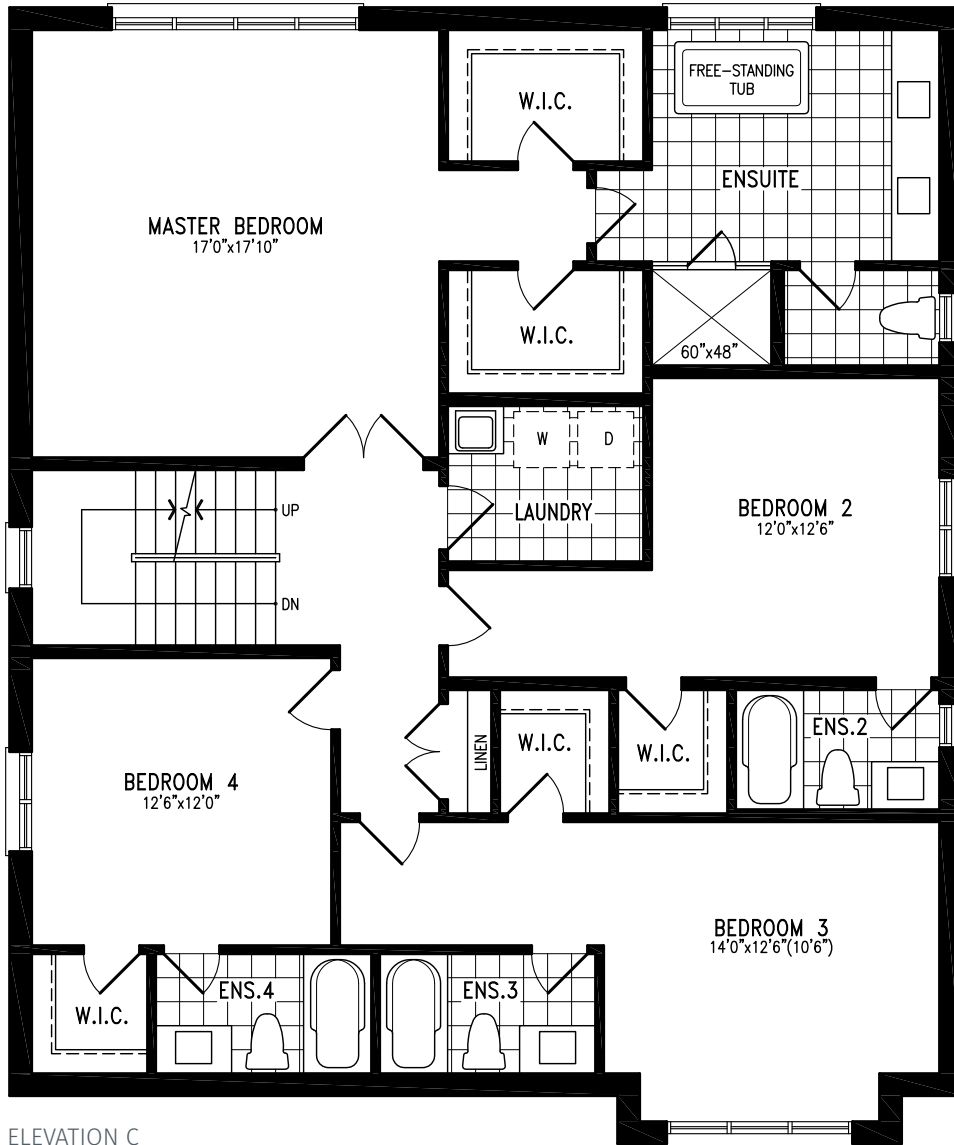 W.I.C.
FREE-STANDING
TUB
ENSUITE
MASTER BEDROOM
17'0"x17'10"
W.I.C.
60"x48"
W
D
LAUNDRY
BEDROOM 2
12'0"x12'6"
UP
DN
LINEN
W.I.C.
W.I.C.
ENS.2
BEDROOM 4
12'6"x12'0"
BEDROOM 3
14'0"x12'6"(10'6")
W.I.C.
ENS.4
ENS.3
ELEVATION C